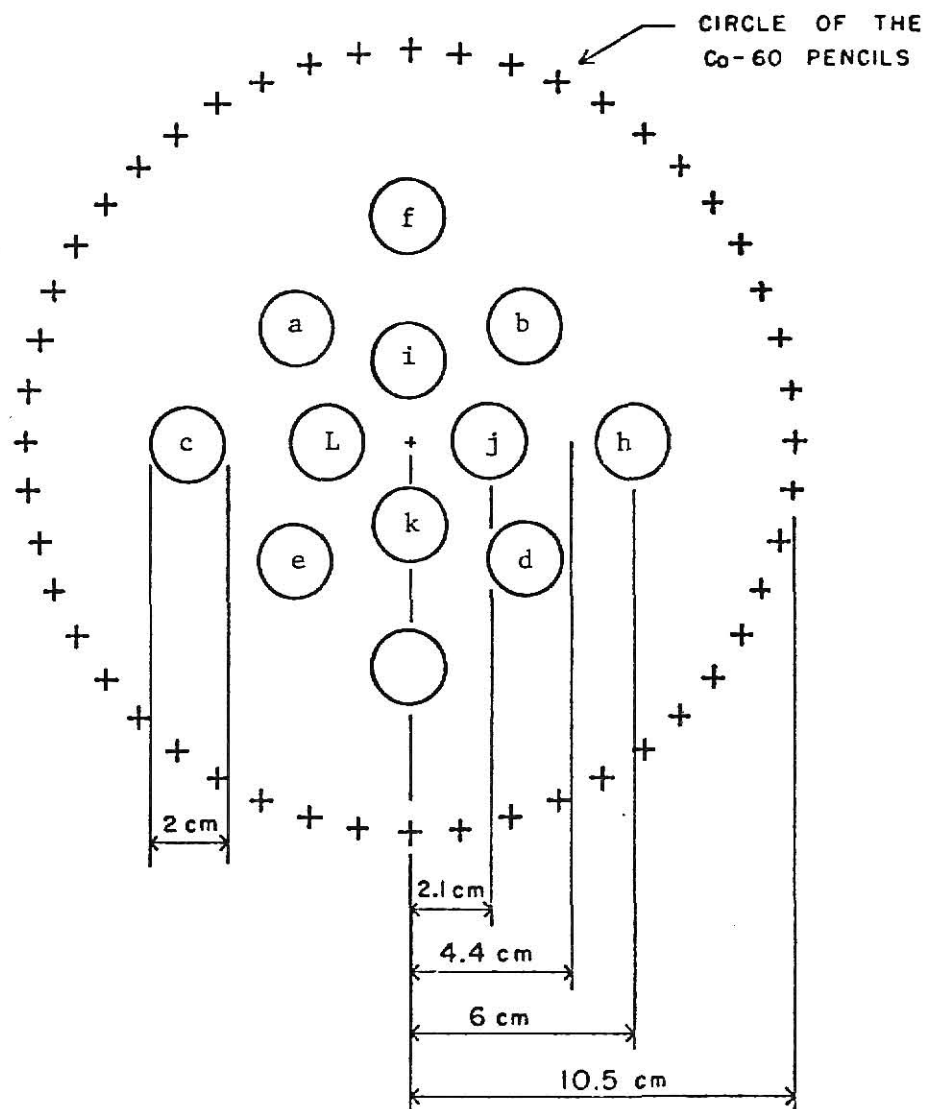 CIRCLE OF THE
Co-60 PENCILS
f
a
b
i
c
L
j
h
k
e
d
2 cm
2.1 cm
4.4 cm
6 cm
10.5 cm